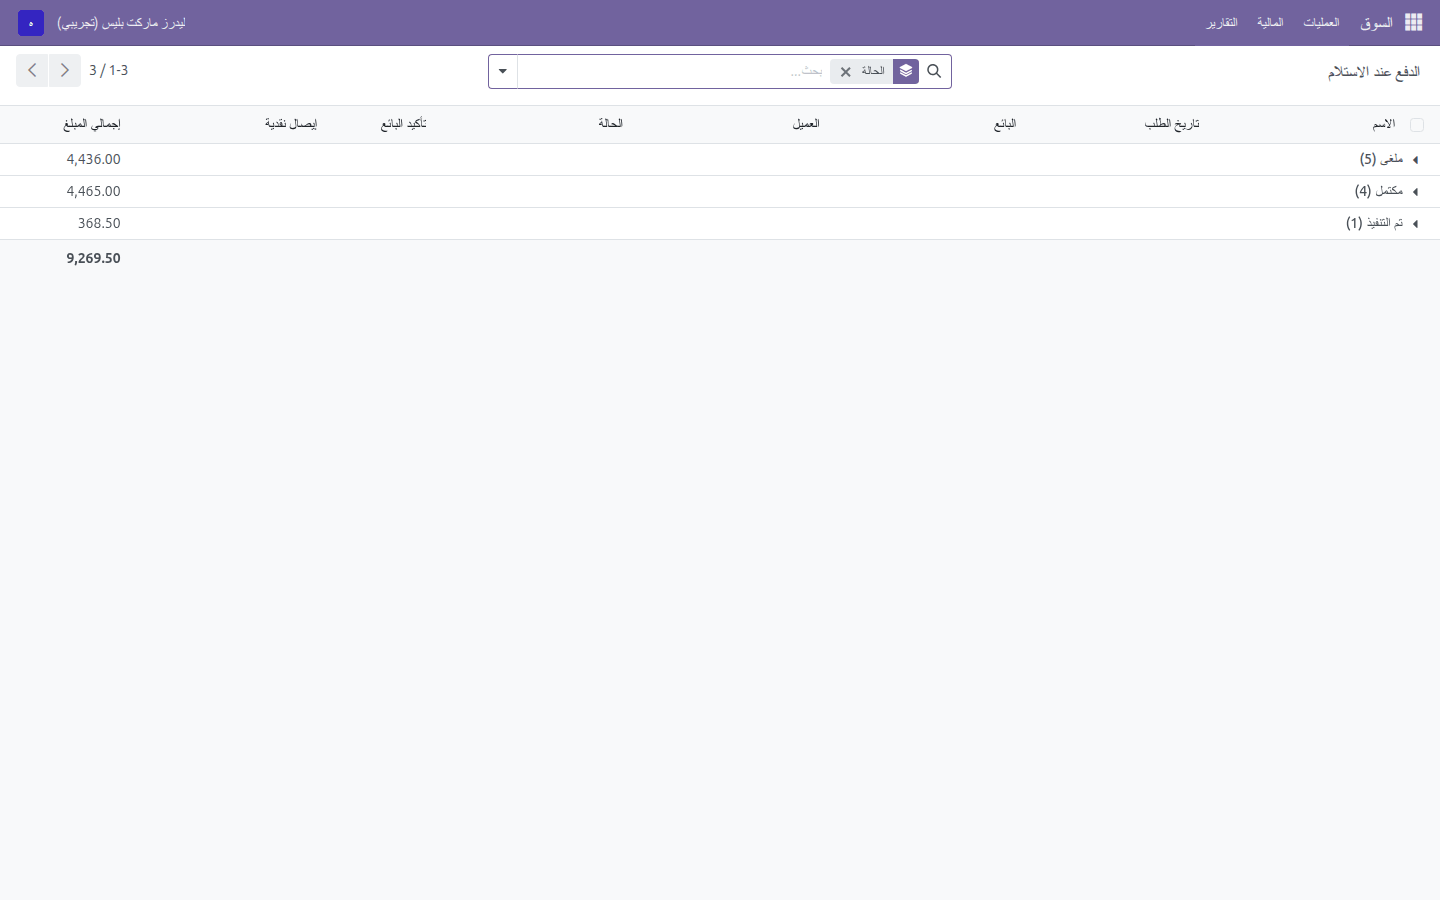 السوق العمليات المالية التقارير ليدرز ماركت بليس (تجريبي) ه
الدفع عند الاستلام الحالة بحث... 1-3 / 3
الاسم تاريخ الطلب البائع العميل الحالة تأكيد البائع إيصال نقدية إجمالي المبلغ
ملغى (5) 4,436.00
مكتمل (4) 4,465.00
تم التنفيذ (1) 368.50
9,269.50